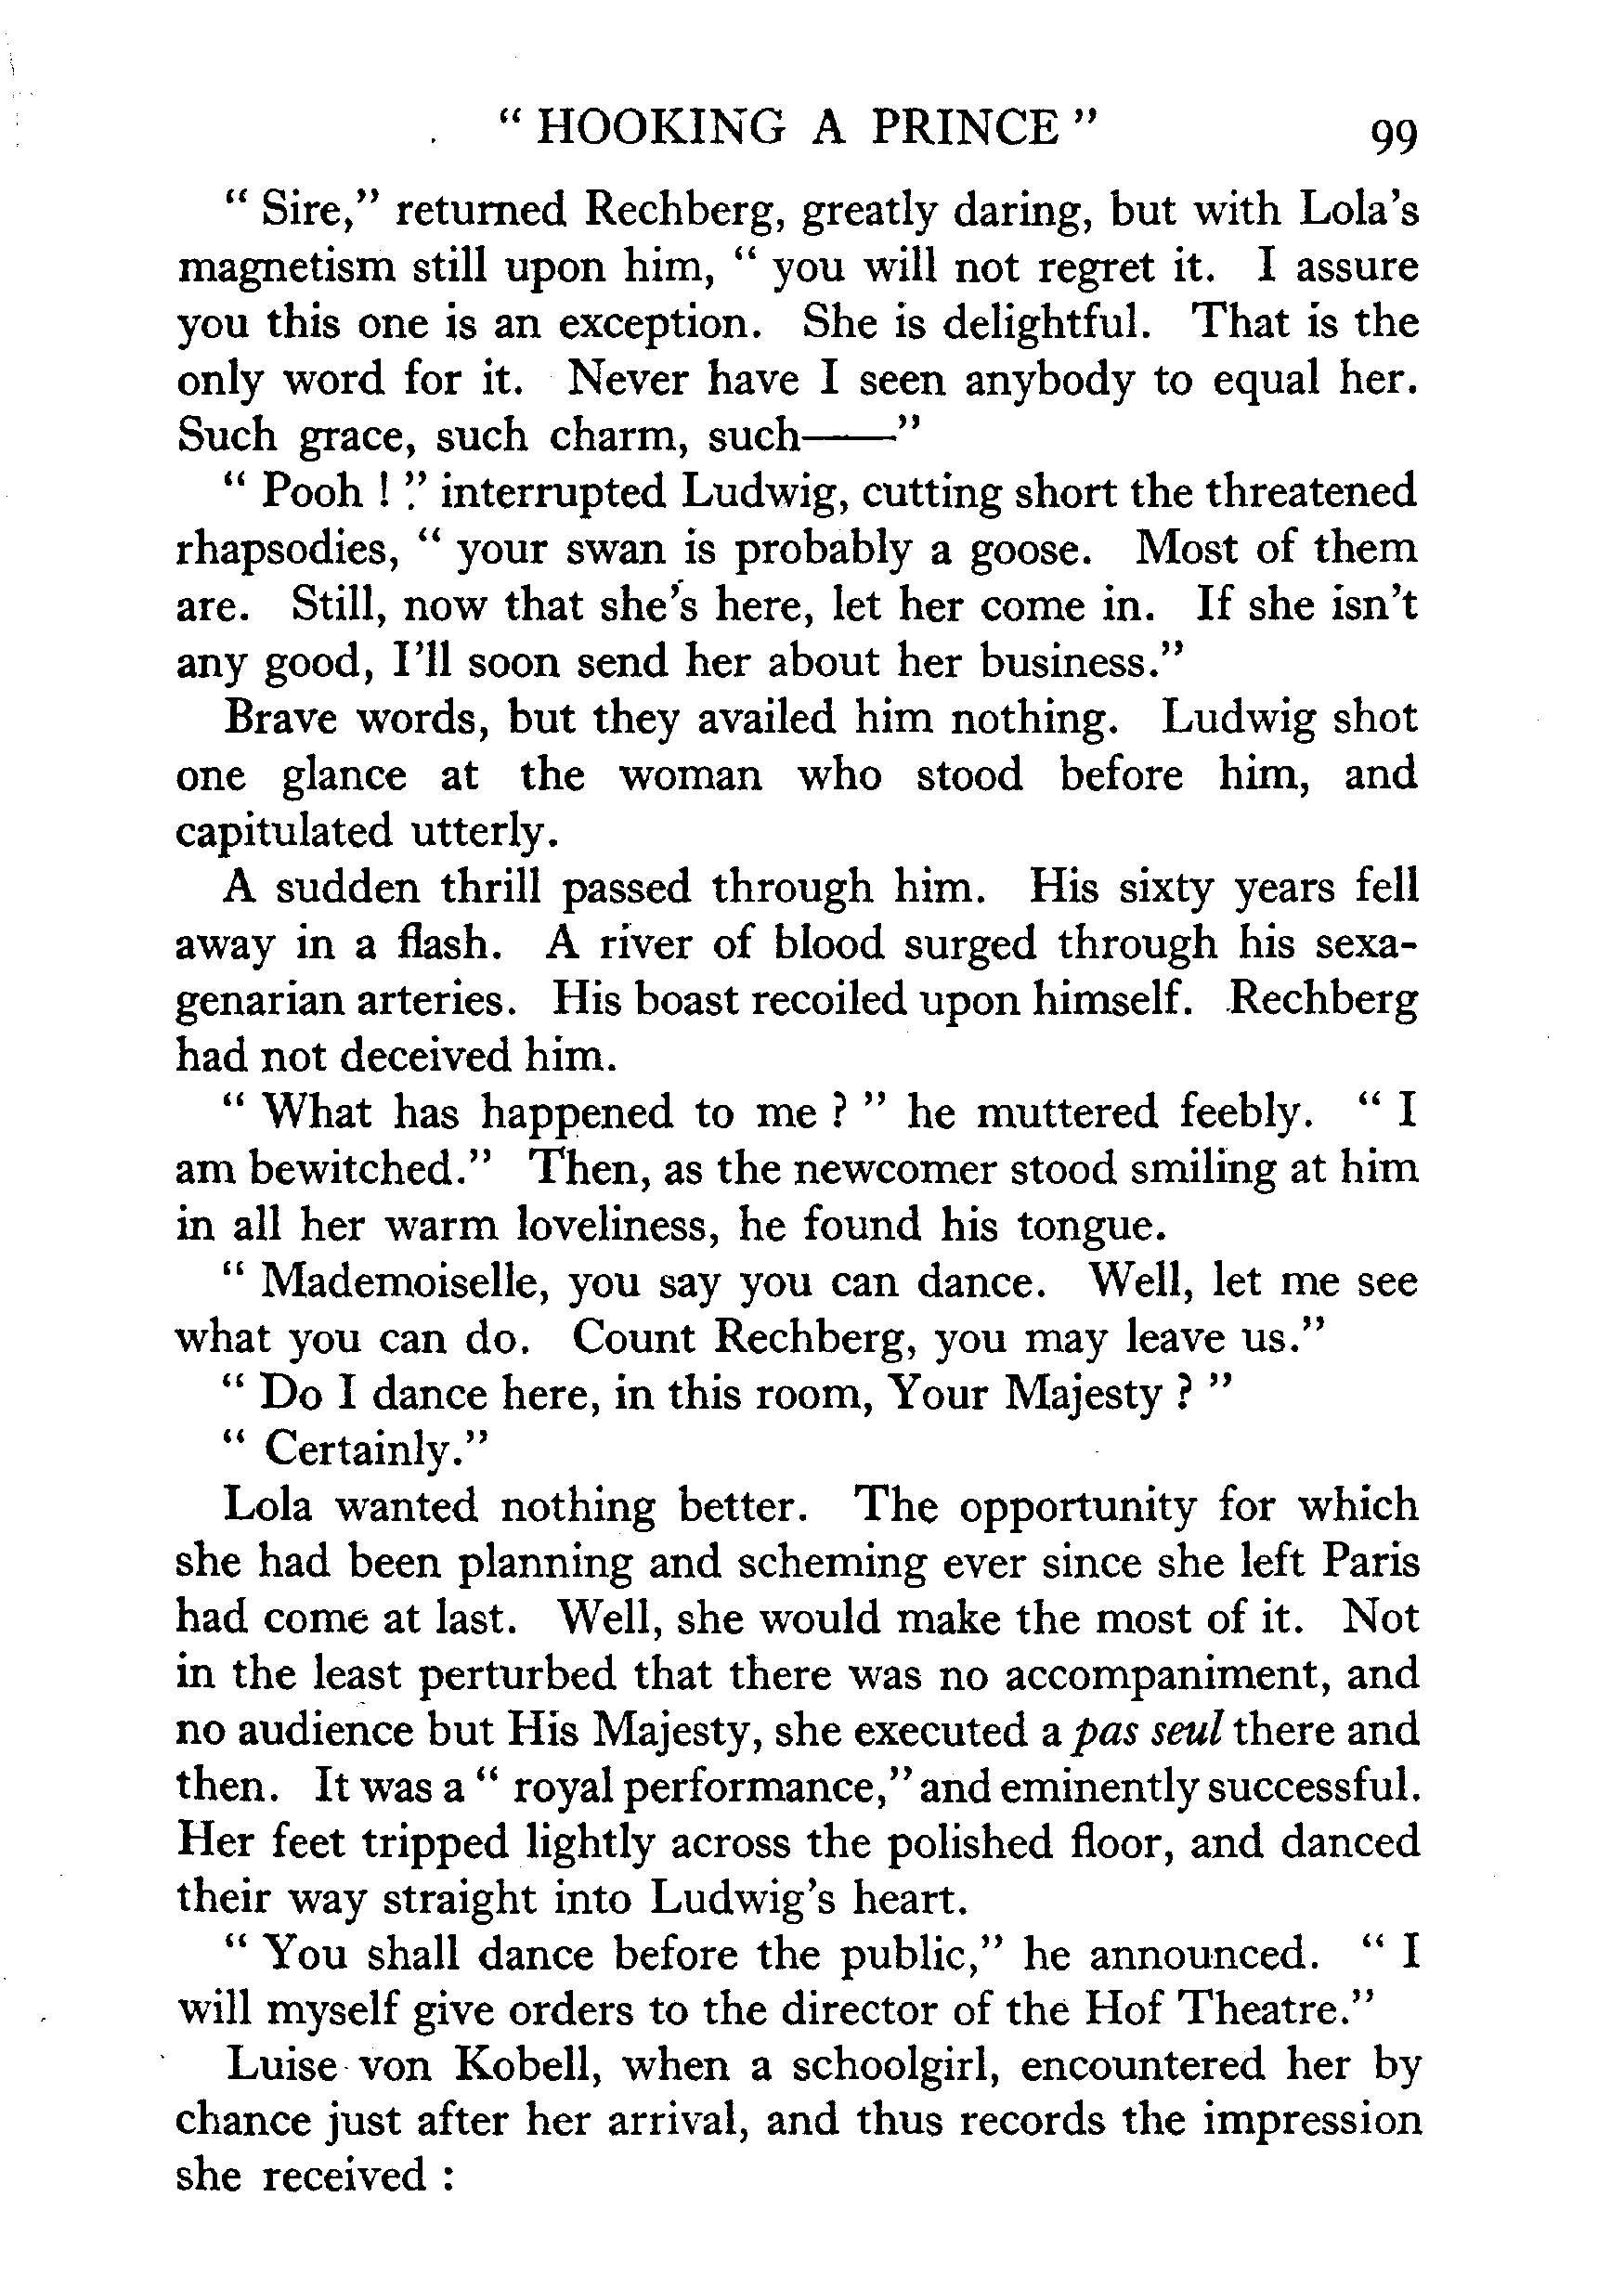 “ HOOKING A PRINCE ” 99
“ Sire,” returned Rechberg, greatly daring, but with Lola’s
magnetism still upon him, “ you will not regret it. I assure
you this one is an exception. She is delightful. That is the
only word for it. Never have I seen anybody to equal her.
Such grace, such charm, such——”
“ Pooh ! ” interrupted Ludwig, cutting short the threatened
rhapsodies, “ your swan is probably a goose. Most of them
are. Still, now that she’s here, let her come in. If she isn’t
any good, I’ll soon send her about her business.”
Brave words, but they availed him nothing. Ludwig shot
one glance at the woman who stood before him, and
capitulated utterly.
A sudden thrill passed through him. His sixty years fell
away in a flash. A river of blood surged through his sexa-
genarian arteries. His boast recoiled upon himself. Rechberg
had not deceived him.
“ What has happened to me ? ” he muttered feebly. “ I
am bewitched.” Then, as the newcomer stood smiling at him
in all her warm loveliness, he found his tongue.
“ Mademoiselle, you say you can dance. Well, let me see
what you can do. Count Rechberg, you may leave us.”
“ Do I dance here, in this room, Your Majesty ? ”
“ Certainly.”
Lola wanted nothing better. The opportunity for which
she had been planning and scheming ever since she left Paris
had come at last. Well, she would make the most of it. Not
in the least perturbed that there was no accompaniment, and
no audience but His Majesty, she executed a pas seul there and
then. It was a “ royal performance,” and eminently successful.
Her feet tripped lightly across the polished floor, and danced
their way straight into Ludwig’s heart.
“ You shall dance before the public,” he announced. “ I
will myself give orders to the director of the Hof Theatre.”
Luise von Kobell, when a schoolgirl, encountered her by
chance just after her arrival, and thus records the impression
she received :